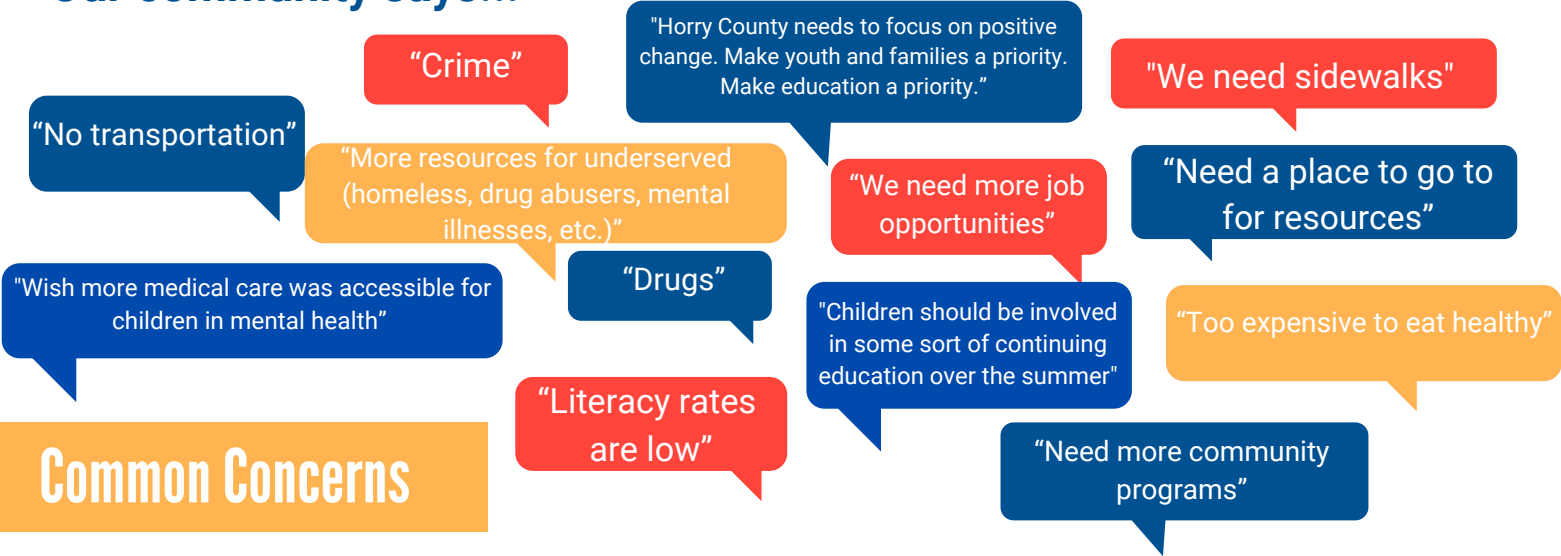 Our community says...
"Horry County needs to focus on positive
change. Make youth and families a priority.
Make education a priority.”
“Crime”
"We need sidewalks"
“No transportation”
“More resources for underserved
(homeless, drug abusers, mental
illnesses, etc.)”
“We need more job
opportunities”
“Need a place to go to
for resources”
"Wish more medical care was accessible for
children in mental health”
“Drugs”
"Children should be involved
in some sort of continuing
education over the summer"
“Too expensive to eat healthy”
“Literacy rates
are low”
“Need more community
programs”
Common Concerns